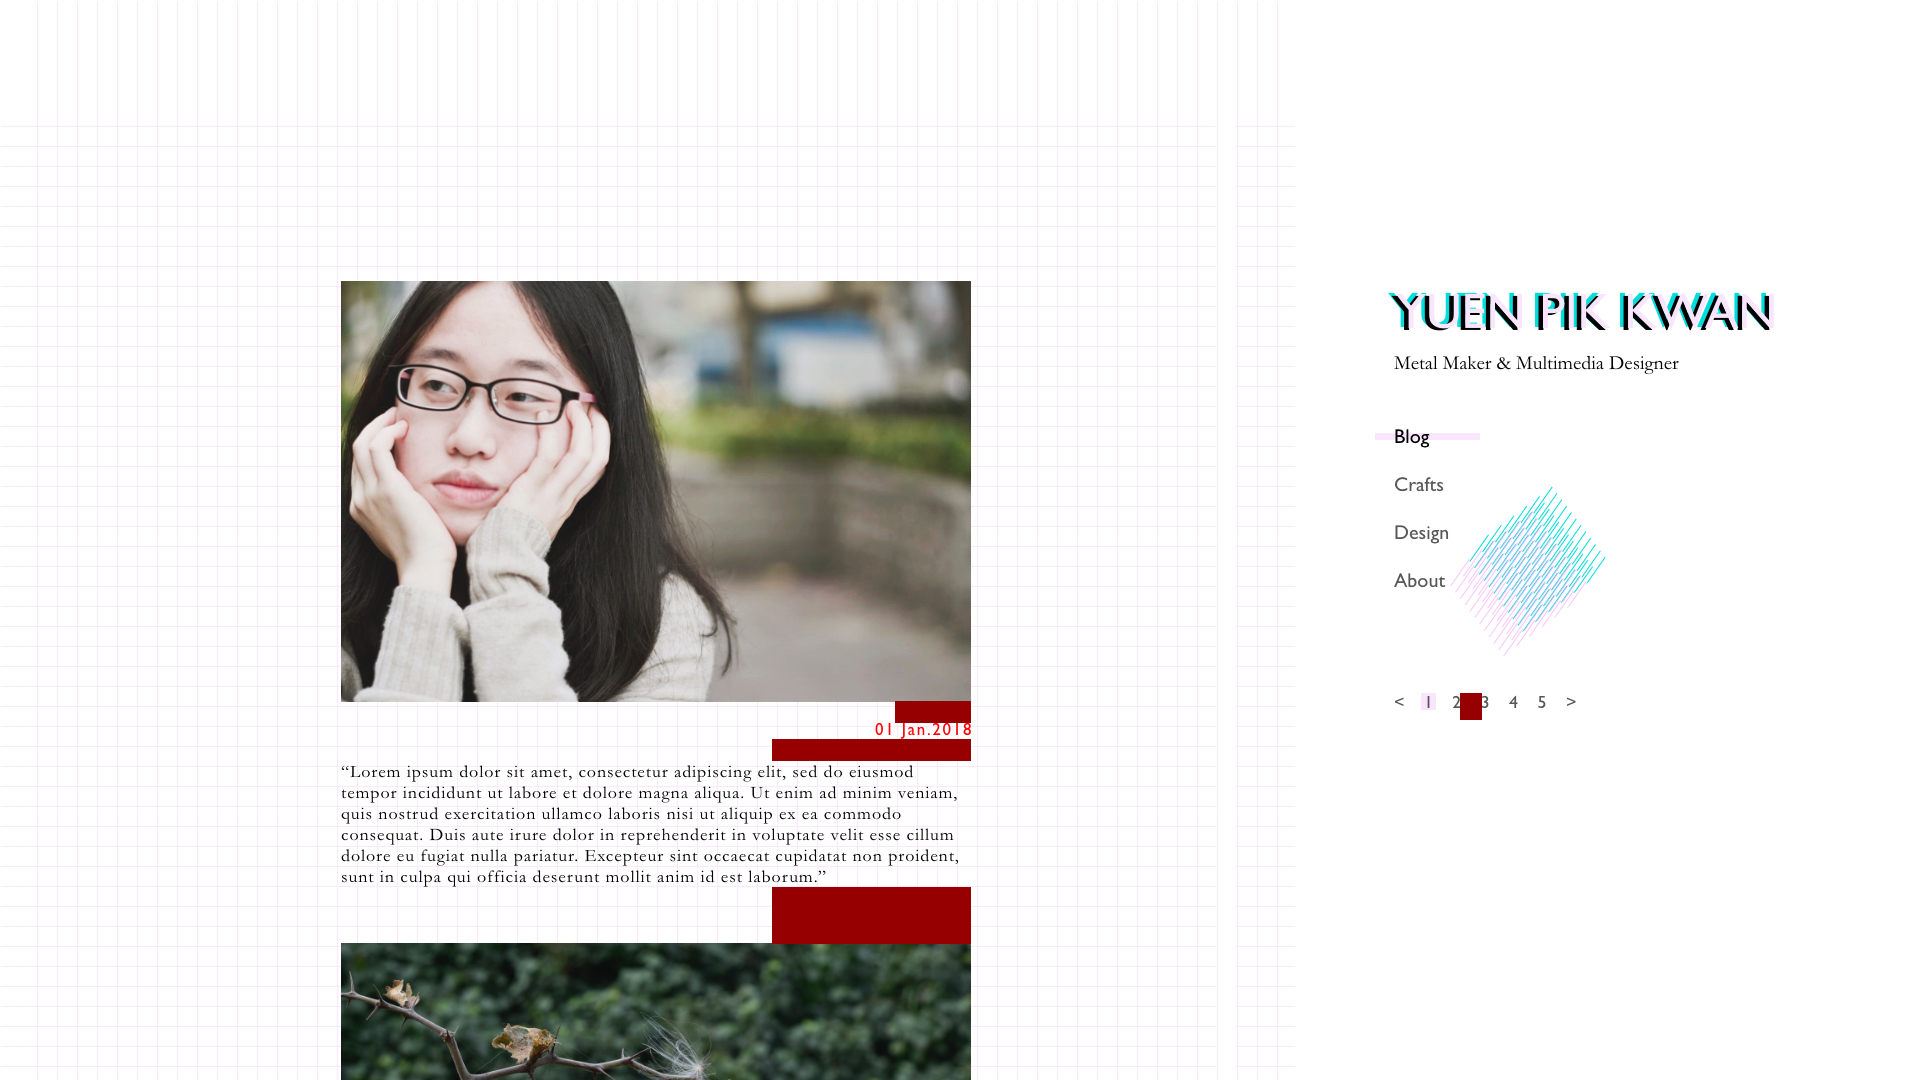 YUEN PIK KWAN
Metal Maker & Multimedia Designer
Blog
Crafts
Design
About
< 1 2 3 4 5 >
01 Jan.2018
“Lorem ipsum dolor sit amet, consectetur adipiscing elit, sed do eiusmod
tempor incididunt ut labore et dolore magna aliqua. Ut enim ad minim veniam,
quis nostrud exercitation ullamco laboris nisi ut aliquip ex ea commodo
consequat. Duis aute irure dolor in reprehenderit in voluptate velit esse cillum
dolore eu fugiat nulla pariatur. Excepteur sint occaecat cupidatat non proident,
sunt in culpa qui officia deserunt mollit anim id est laborum.”